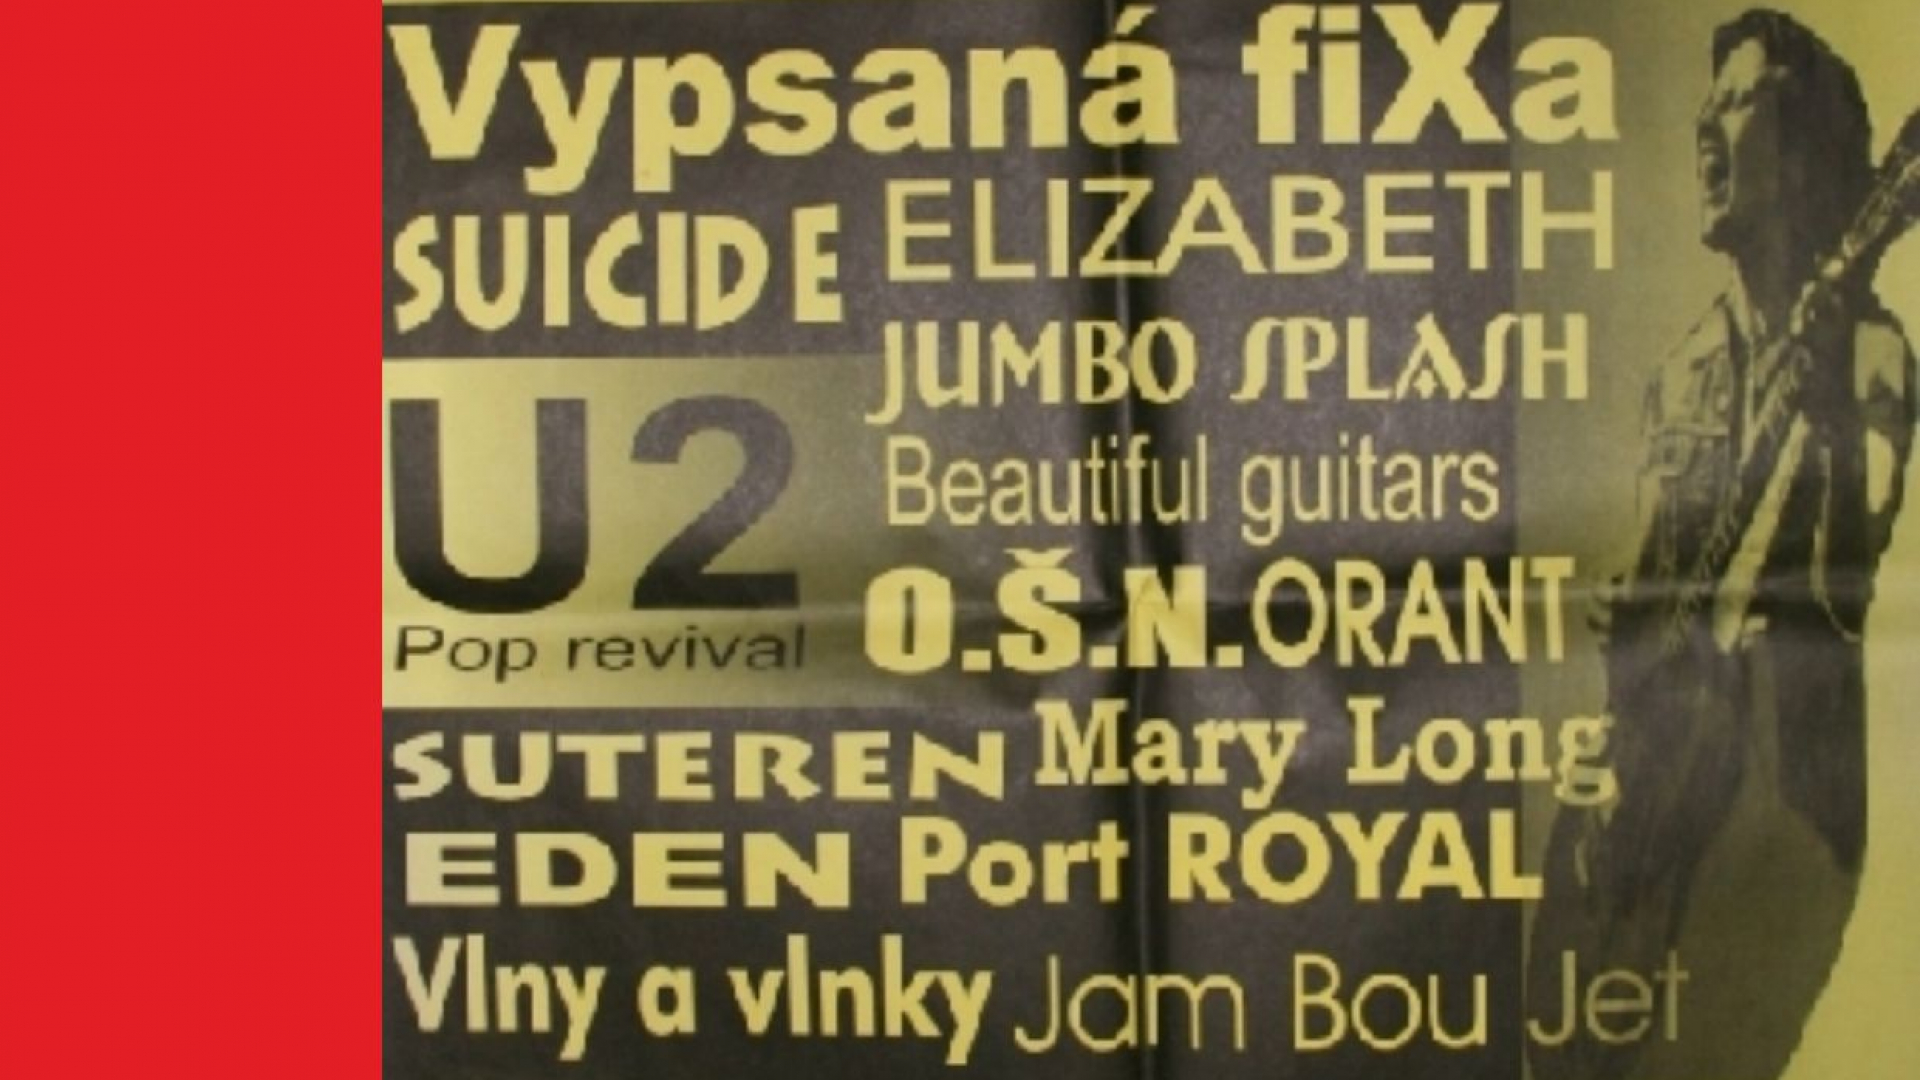 Vypsaná fiXa
SUICIDE
ELIZABETH
JUMBO SPLASH
U2
Pop revival
Beautiful guitars
O.Š.N. ORANT
SUTEREN Mary Long
EDEN Port ROYAL
Vlny a vlnky Jam Bou Jet